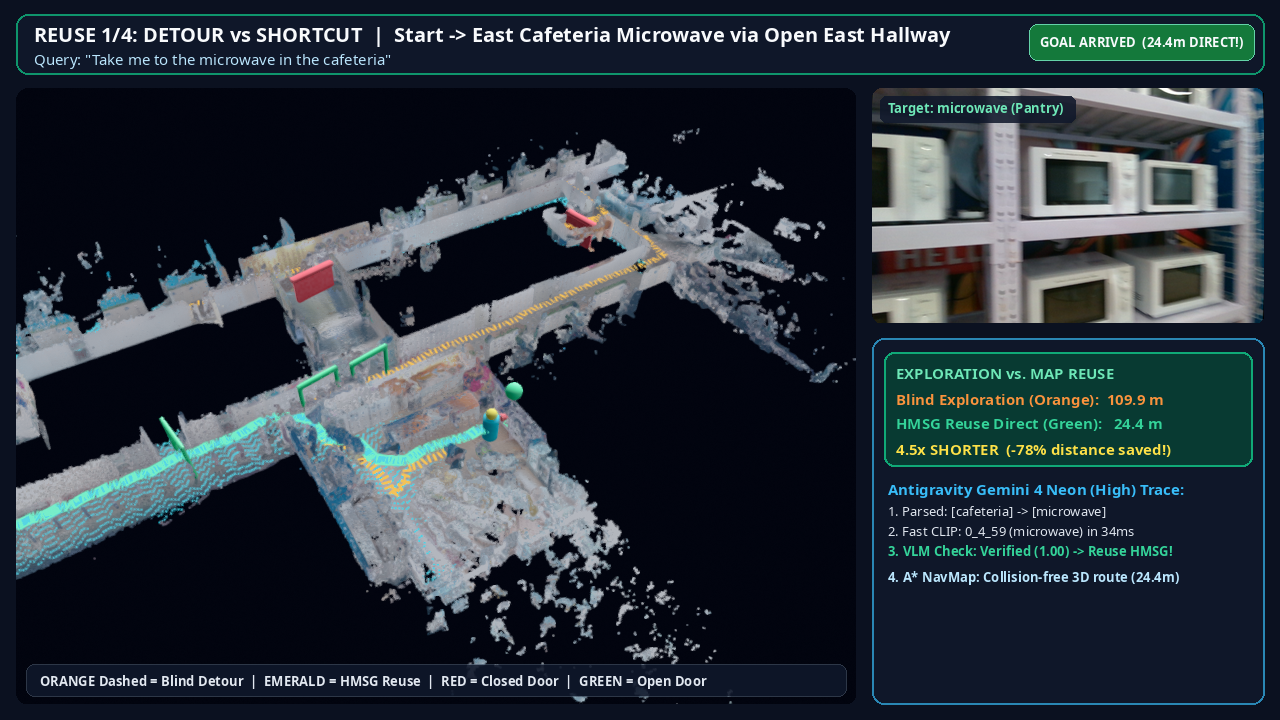 REUSE 1/4: DETOUR vs SHORTCUT | Start -> East Cafeteria Microwave via Open East Hallway
Query: "Take me to the microwave in the cafeteria"
GOAL ARRIVED (24.4m DIRECT!)
Target: microwave (Pantry)
HELL
EXPLORATION vs. MAP REUSE
Blind Exploration (Orange): 109.9 m
HMSG Reuse Direct (Green): 24.4 m
4.5x SHORTER (-78% distance saved!)
Antigravity Gemini 4 Neon (High) Trace:
1. Parsed: [cafeteria] -> [microwave]
2. Fast CLIP: 0_4_59 (microwave) in 34ms
3. VLM Check: Verified (1.00) -> Reuse HMSG!
4. A* NavMap: Collision-free 3D route (24.4m)
ORANGE Dashed = Blind Detour | EMERALD = HMSG Reuse | RED = Closed Door | GREEN = Open Door